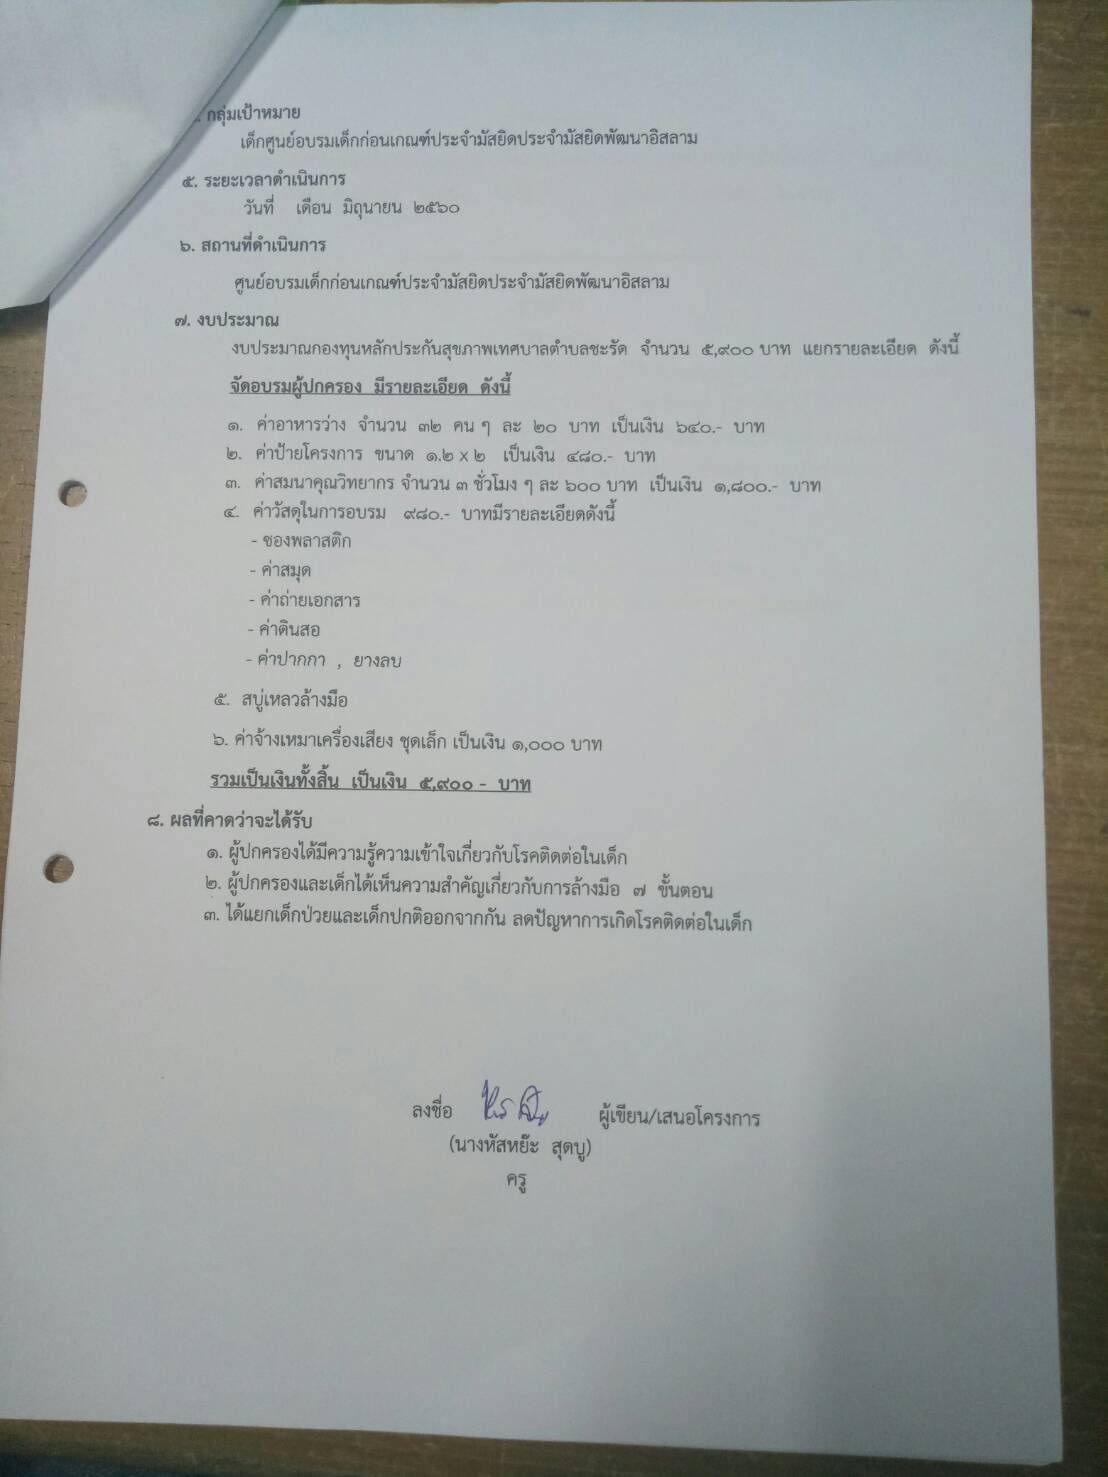 . กลุ่มเป้าหมาย
เด็กศูนย์อบรมเด็กก่อนเกณฑ์ประจำมัสยิดประจำมัสยิดพัฒนาอิสลาม
๕. ระยะเวลาดำเนินการ
วันที่ เดือน มิถุนายน ๒๕๖๐
๖. สถานที่ดำเนินการ
ศูนย์อบรมเด็กก่อนเกณฑ์ประจำมัสยิดประจำมัสยิดพัฒนาอิสลาม
๗. งบประมาณ
งบประมาณกองทุนหลักประกันสุขภาพเทศบาลตำบลชะรัด จำนวน ๕,๙๐๐ บาท แยกรายละเอียด ดังนี้
จัดอบรมผู้ปกครอง มีรายละเอียด ดังนี้
๑. ค่าอาหารว่าง จำนวน ๓๒ คน ๆ ละ ๒๐ บาท เป็นเงิน ๖๔๐.- บาท
๒. ค่าป้ายโครงการ ขนาด ๑.๒ x ๒ เป็นเงิน ๔๘๐.- บาท
๓. ค่าสมนาคุณวิทยากร จำนวน ๓ ชั่วโมง ๆ ละ ๖๐๐ บาท เป็นเงิน ๑,๘๐๐.- บาท
๔. ค่าวัสดุในการอบรม ๙๘๐.- บาทมีรายละเอียดดังนี้
- ซองพลาสติก
- ค่าสมุด
- ค่าถ่ายเอกสาร
- ค่าดินสอ
- ค่าปากกา , ยางลบ
๕. สบู่เหลวล้างมือ
๖. ค่าจ้างเหมาเครื่องเสียง ชุดเล็ก เป็นเงิน ๑,๐๐๐ บาท
รวมเป็นเงินทั้งสิ้น เป็นเงิน ๕,๙๐๐ - บาท
๘. ผลที่คาดว่าจะได้รับ
๑. ผู้ปกครองได้มีความรู้ความเข้าใจเกี่ยวกับโรคติดต่อในเด็ก
๒. ผู้ปกครองและเด็กได้เห็นความสำคัญเกี่ยวกับการล้างมือ ๗ ขั้นตอน
๓. ได้แยกเด็กป่วยและเด็กปกติออกจากกัน ลดปัญหาการเกิดโรคติดต่อในเด็ก
ลงชื่อ ผู้เขียน/เสนอโครงการ
(นางหัสหย๊ะ สุดบู)
ครู